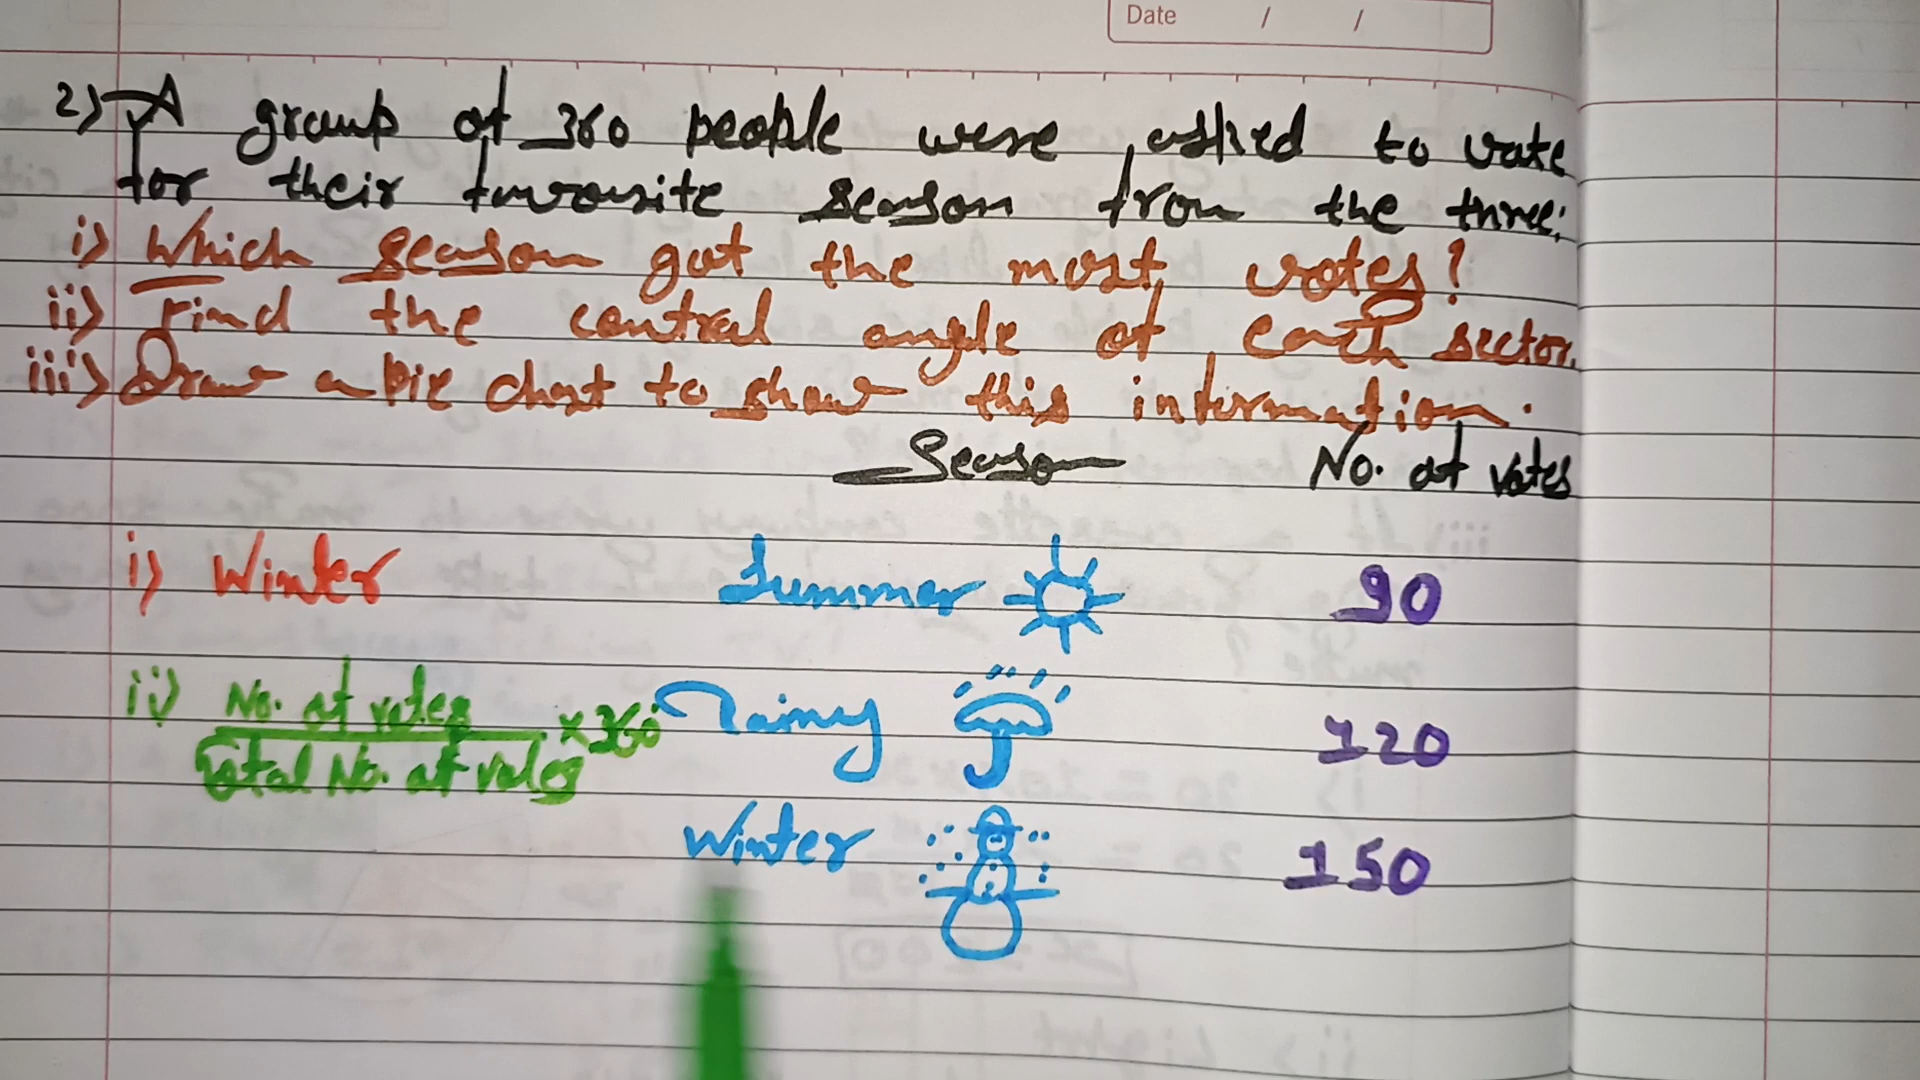 Date / /
2) A group of 360 people were asked to vote
for their favourite season from the three:
i) Which season got the most votes?
ii) Find the central angle of each sector.
iii) Draw a pie chart to show this information.
Season No. of votes
i) Winter Summer 90
ii) No. of votes / Total No. of votes × 360° Rainy 120
Winter 150